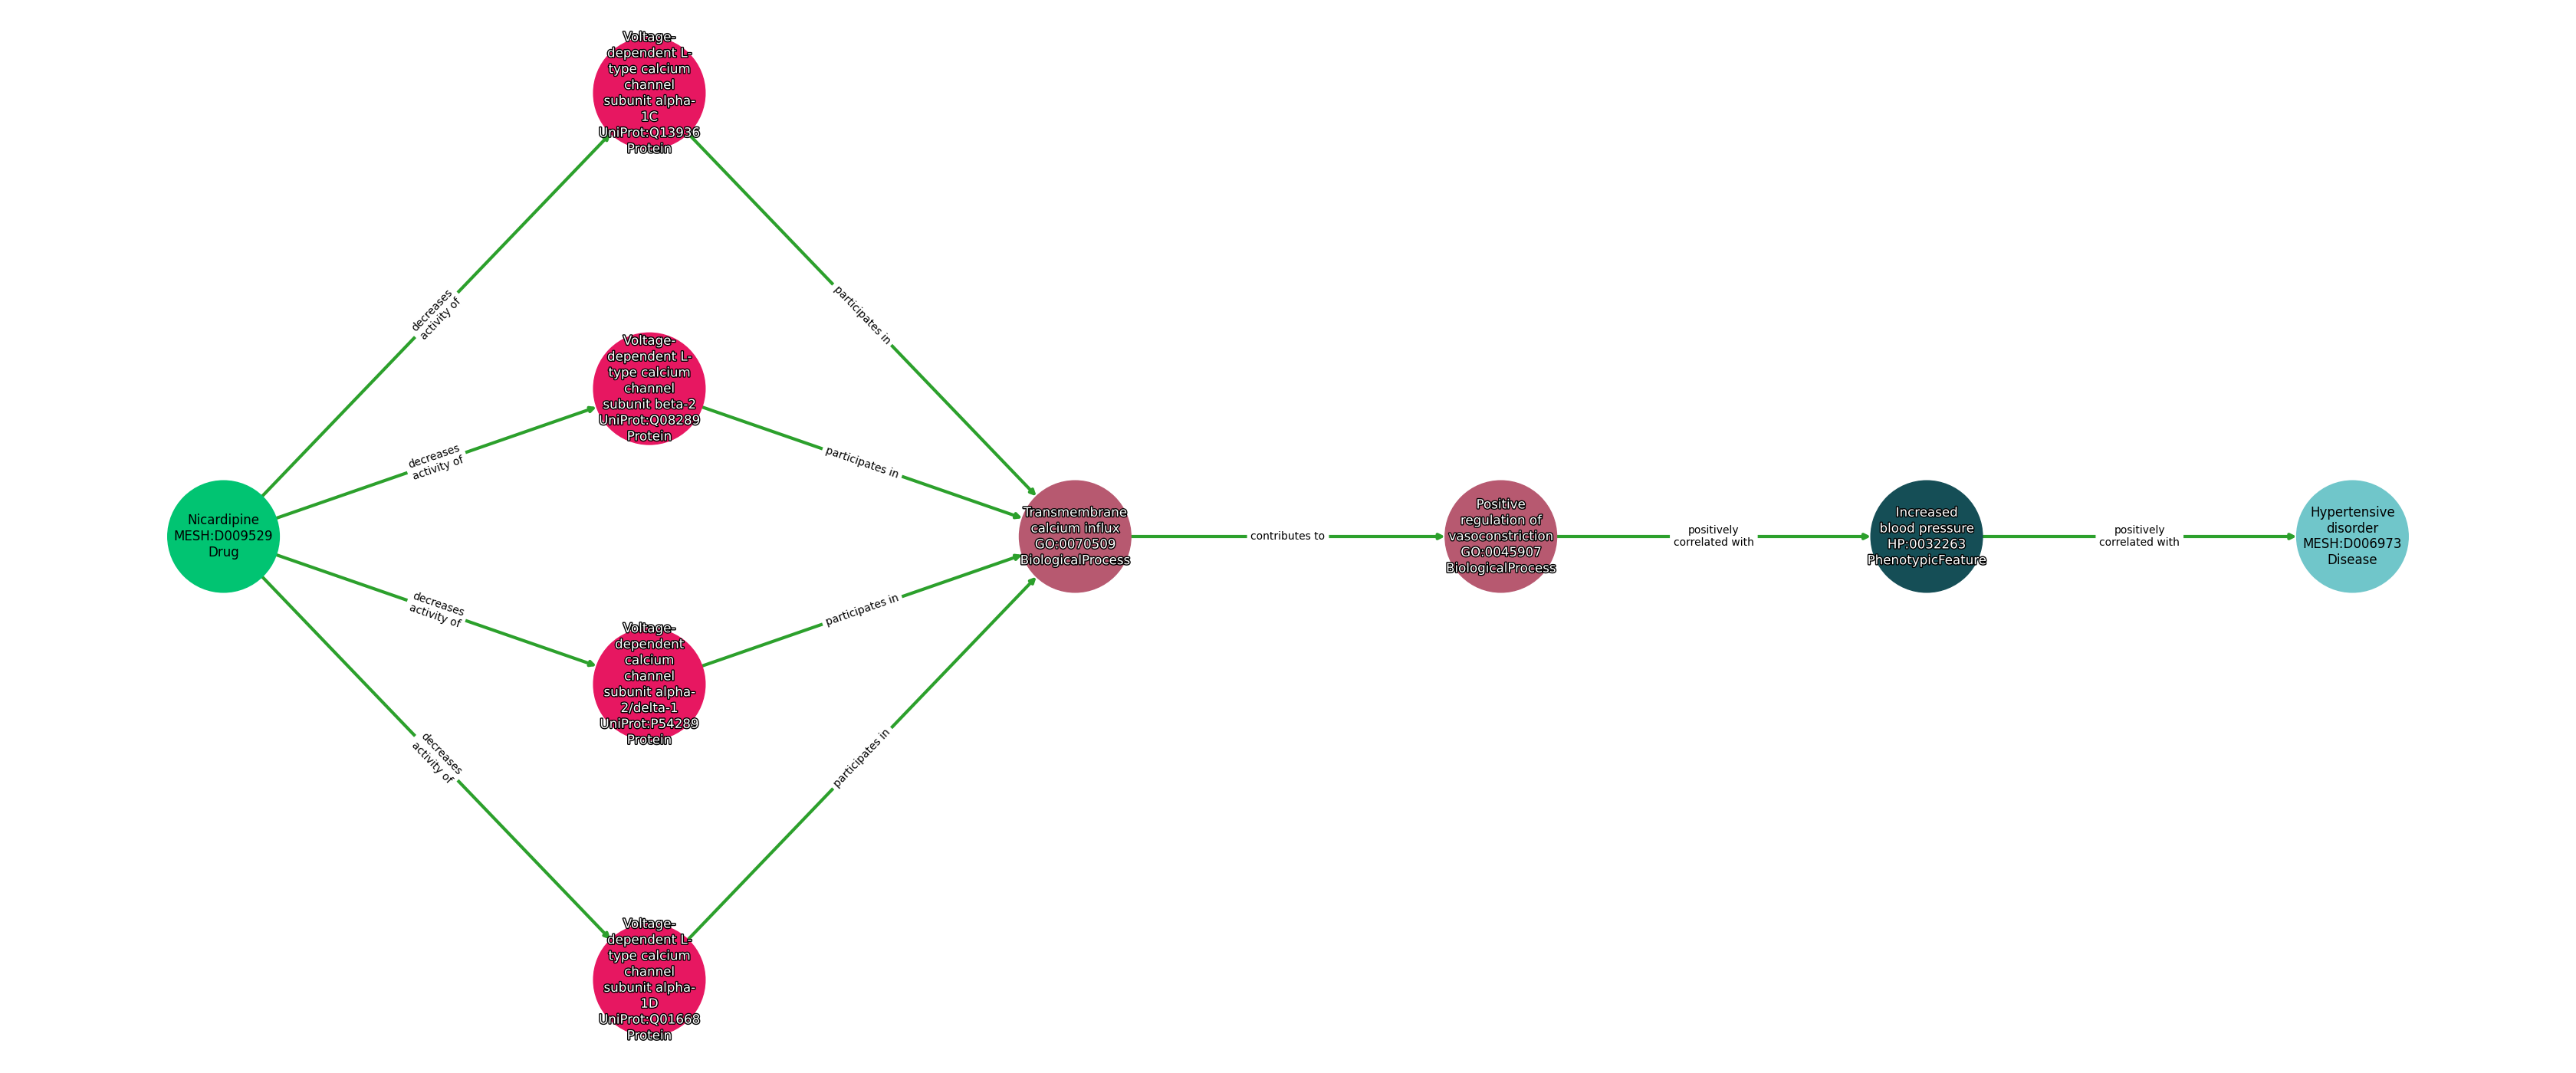 Voltage-
dependent L-
type calcium
channel
subunit alpha-
1C
UniProt:Q13936
Protein
decreases
activity of
participates in
Voltage-
dependent L-
type calcium
channel
subunit beta-2
UniProt:Q08289
Protein
decreases
activity of
participates in
Nicardipine
MESH:D009529
Drug
Transmembrane
calcium influx
GO:0070509
BiologicalProcess
contributes to
Positive
regulation of
vasoconstriction
GO:0045907
BiologicalProcess
positively
correlated with
Increased
blood pressure
HP:0032263
PhenotypicFeature
positively
correlated with
Hypertensive
disorder
MESH:D006973
Disease
decreases
activity of
participates in
Voltage-
dependent
calcium
channel
subunit alpha-
2/delta-1
UniProt:P54289
Protein
decreases
activity of
participates in
Voltage-
dependent L-
type calcium
channel
subunit alpha-
1D
UniProt:Q01668
Protein